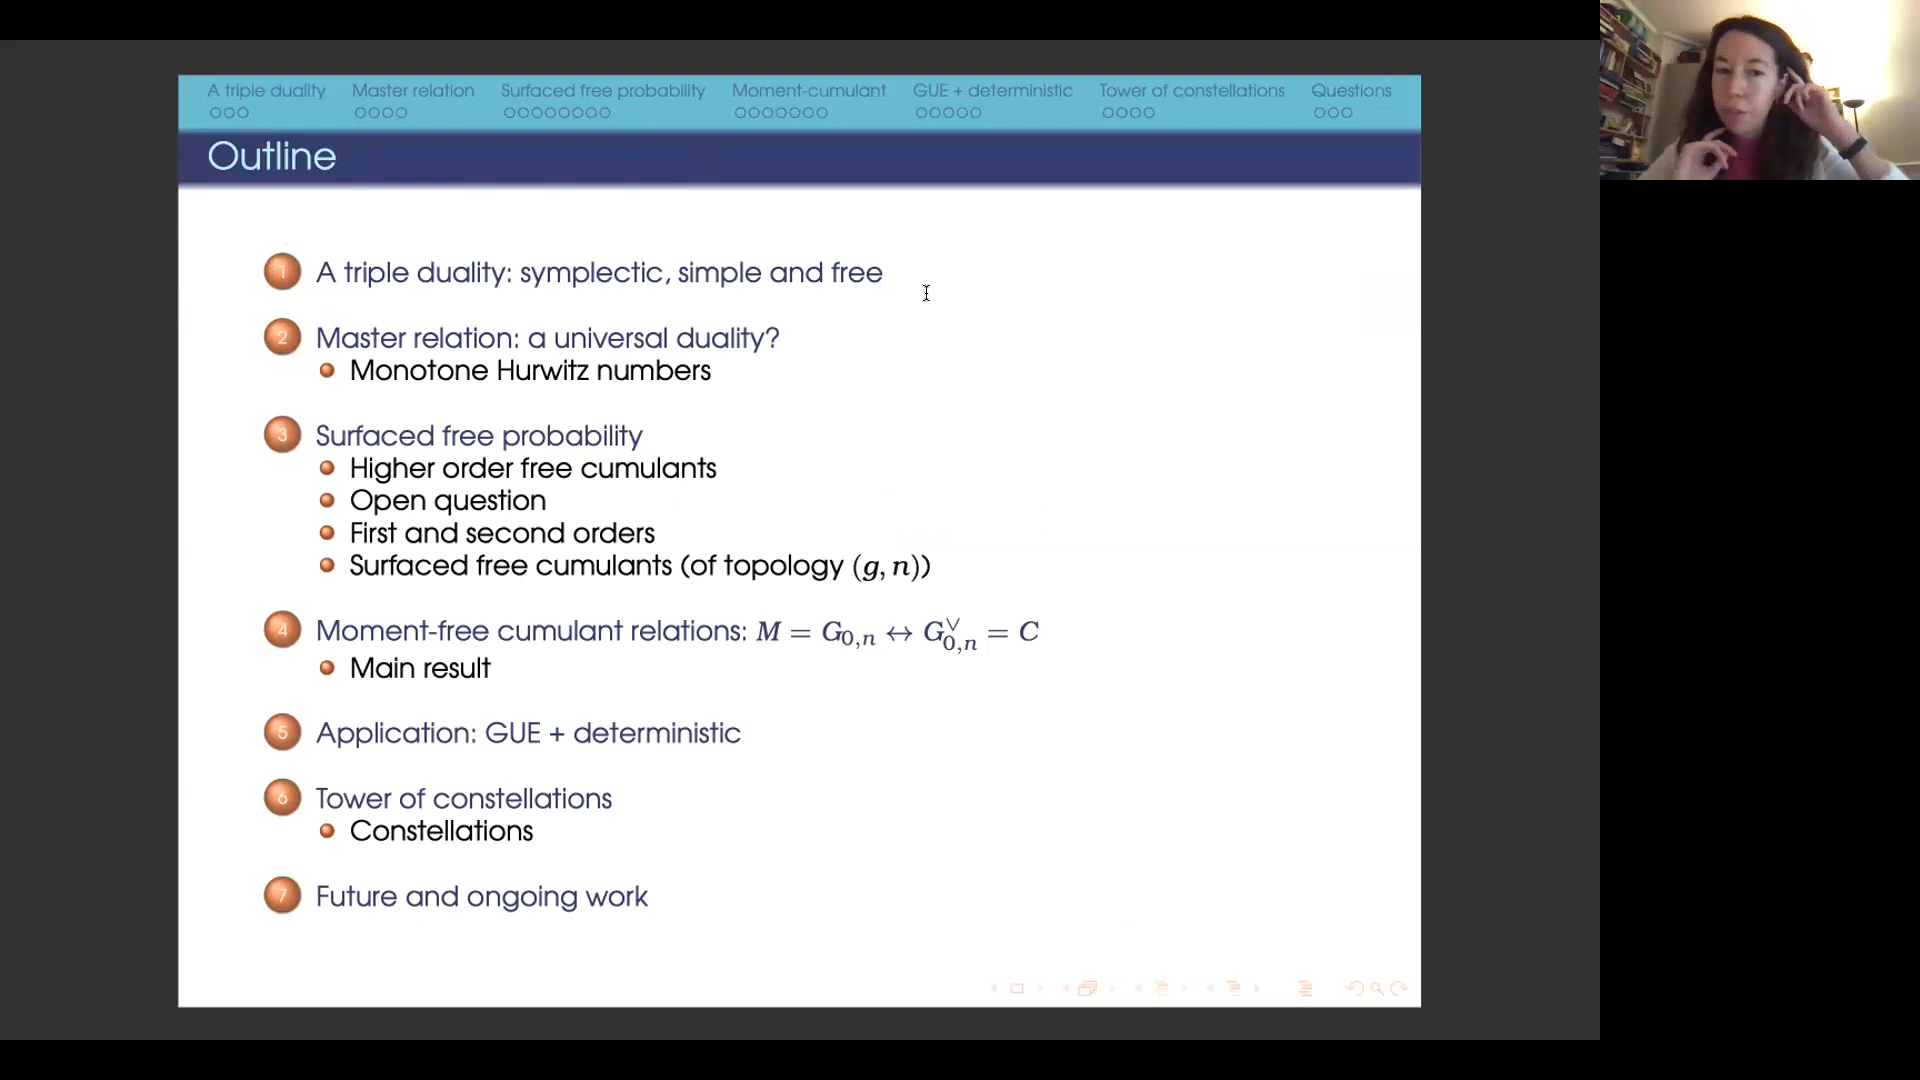 A triple duality Master relation Surfaced free probability Moment-cumulant GUE + deterministic Tower of constellations Questions
Outline
1 A triple duality: symplectic, simple and free
2 Master relation: a universal duality?
Monotone Hurwitz numbers
3 Surfaced free probability
Higher order free cumulants
Open question
First and second orders
Surfaced free cumulants (of topology (g, n))
4 Moment-free cumulant relations: M = G₀,ₙ ↔ G₀,ₙ^∨ = C
Main result
5 Application: GUE + deterministic
6 Tower of constellations
Constellations
7 Future and ongoing work